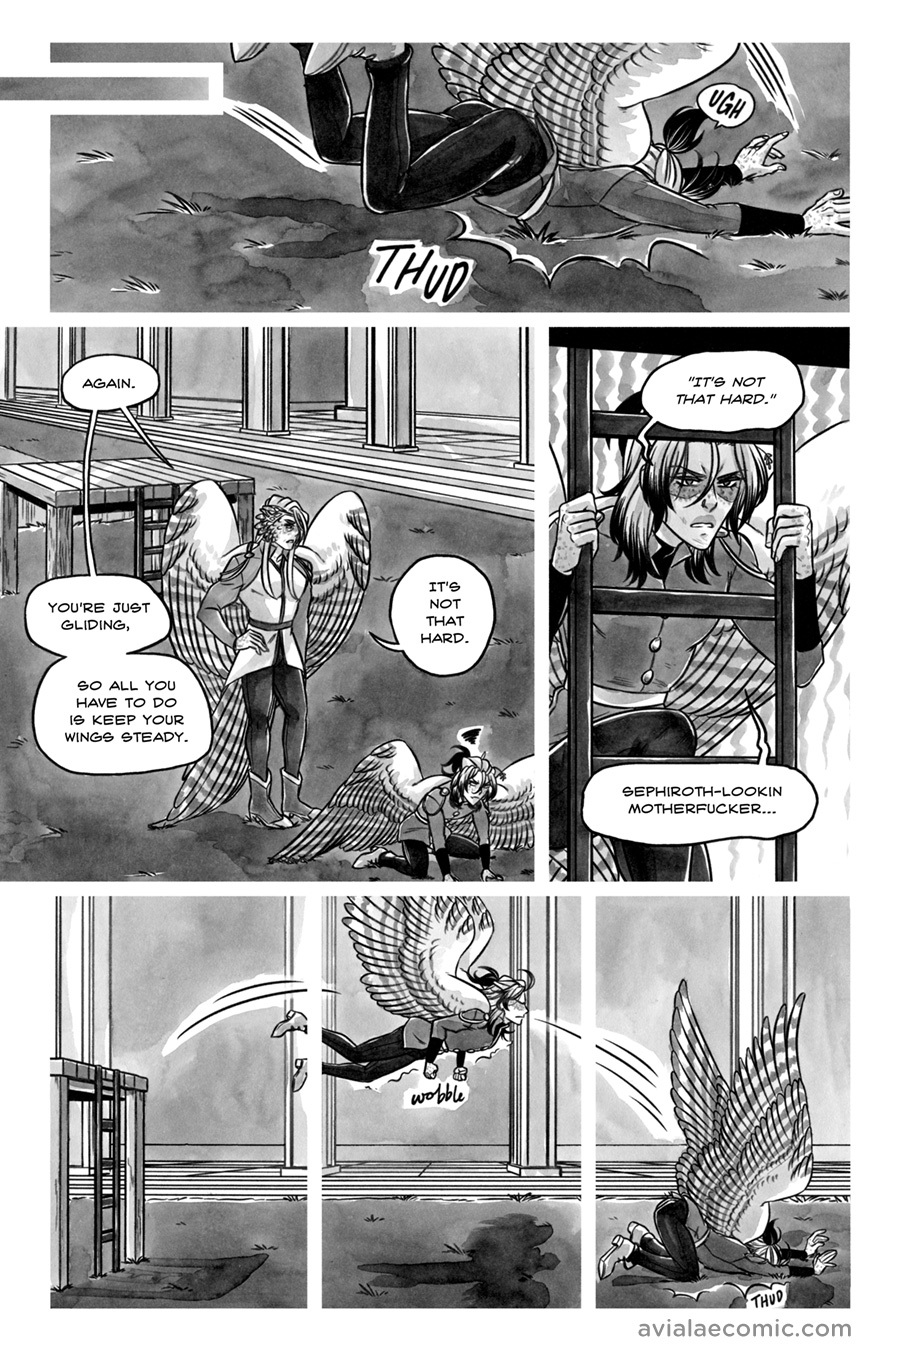 UGH
THUD
AGAIN.
YOU'RE JUST
GLIDING,
SO ALL YOU
HAVE TO DO
IS KEEP YOUR
WINGS STEADY.
IT'S
NOT
THAT
HARD.
"IT'S NOT
THAT HARD."
SEPHIROTH-LOOKIN
MOTHERFUCKER...
wobble
THUD
avialaecomic.com